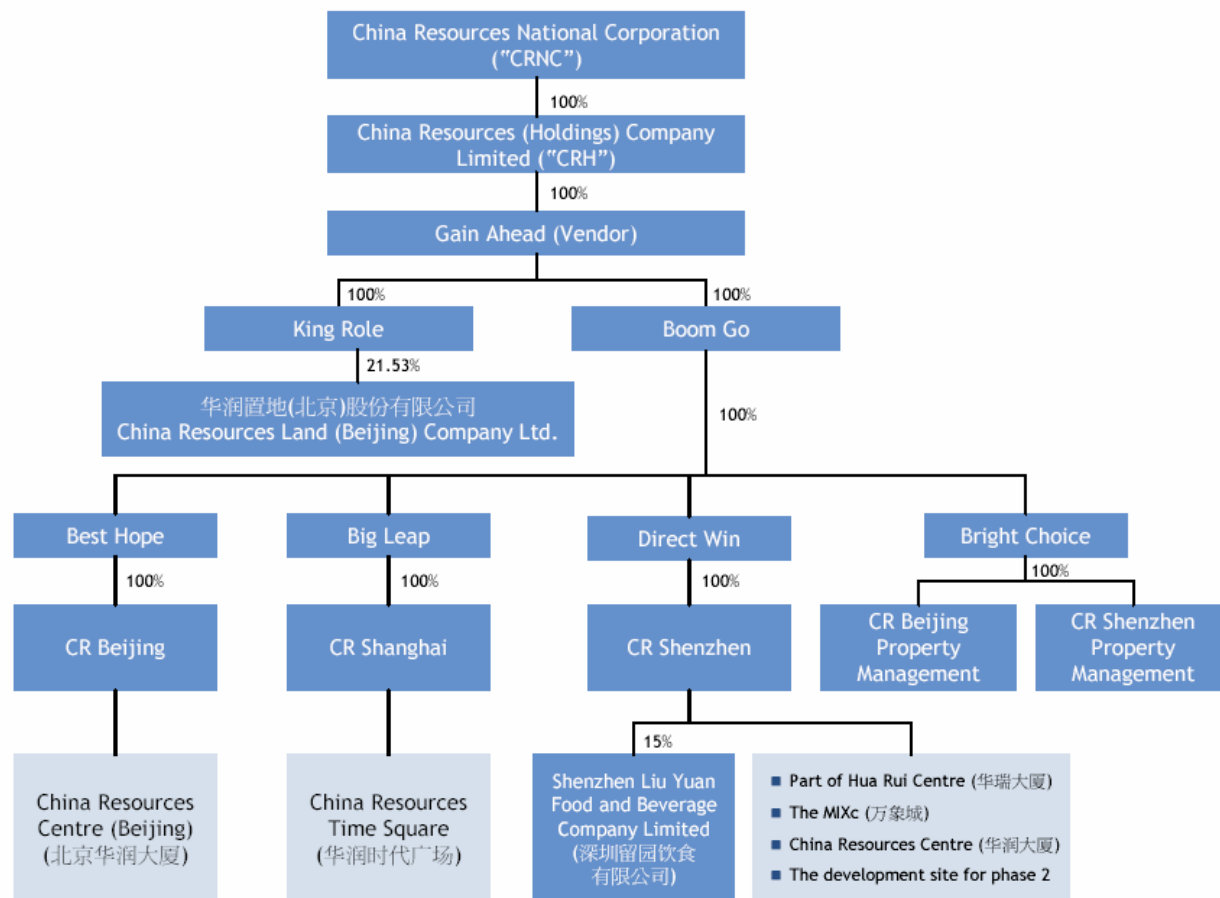 China Resources National Corporation
(“CRNC”)
100%
China Resources (Holdings) Company
Limited (“CRH”)
100%
Gain Ahead (Vendor)
100%
100%
King Role
Boom Go
21.53%
华润置地(北京)股份有限公司
China Resources Land (Beijing) Company Ltd.
100%
Best Hope
Big Leap
Direct Win
Bright Choice
100%
100%
100%
100%
CR Beijing
CR Shanghai
CR Shenzhen
CR Beijing
Property
Management
CR Shenzhen
Property
Management
15%
China Resources
Centre (Beijing)
(北京华润大厦)
China Resources
Time Square
(华润时代广场)
Shenzhen Liu Yuan
Food and Beverage
Company Limited
(深圳留园饮食
有限公司)
■ Part of Hua Rui Centre (华瑞大厦)
■ The MIXc (万象城)
■ China Resources Centre (华润大厦)
■ The development site for phase 2